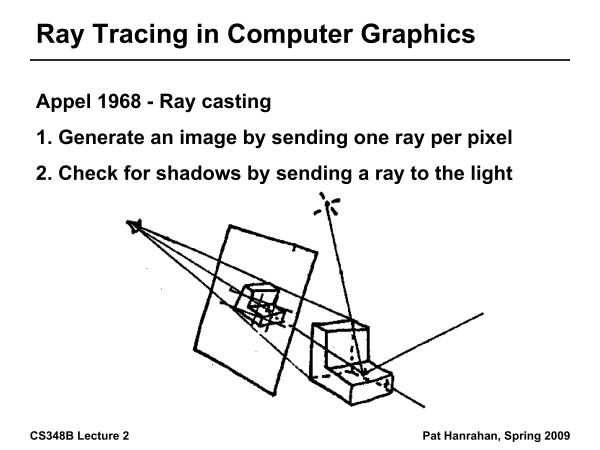 Ray Tracing in Computer Graphics
Appel 1968 - Ray casting
1. Generate an image by sending one ray per pixel
2. Check for shadows by sending a ray to the light
CS348B Lecture 2
Pat Hanrahan, Spring 2009